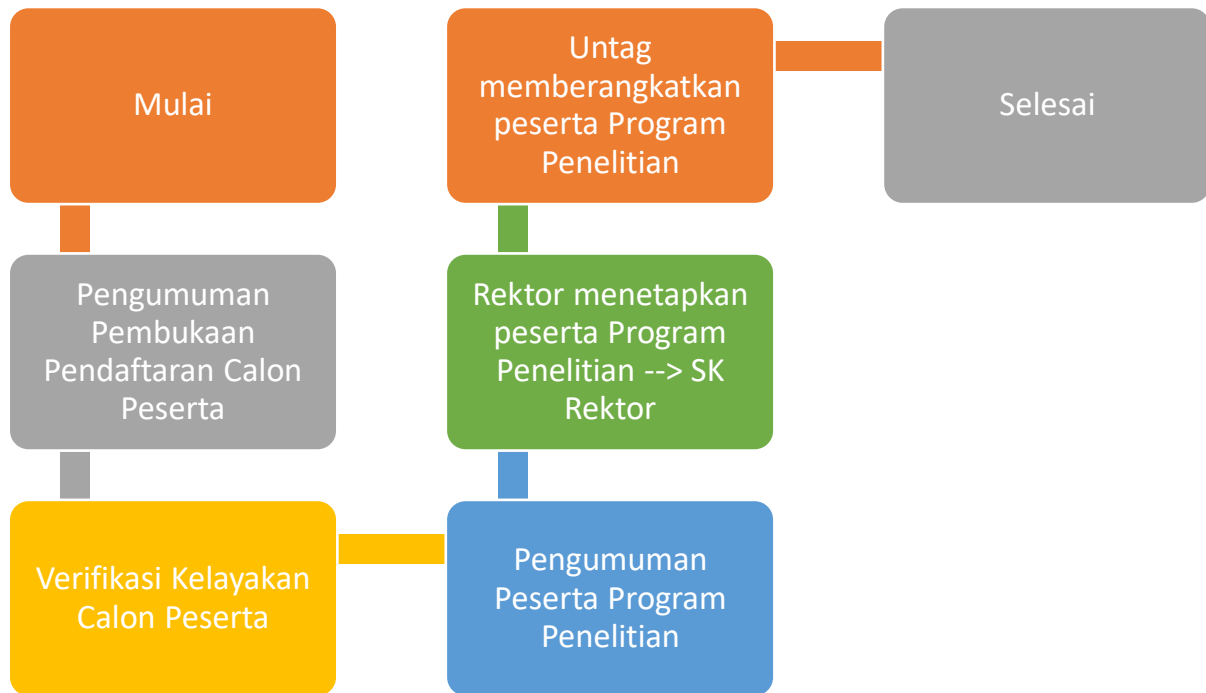 Mulai
Pengumuman
Pembukaan
Pendaftaran Calon
Peserta
Verifikasi Kelayakan
Calon Peserta
Pengumuman
Peserta Program
Penelitian
Rektor menetapkan
peserta Program
Penelitian --> SK
Rektor
Untag
memberangkatkan
peserta Program
Penelitian
Selesai